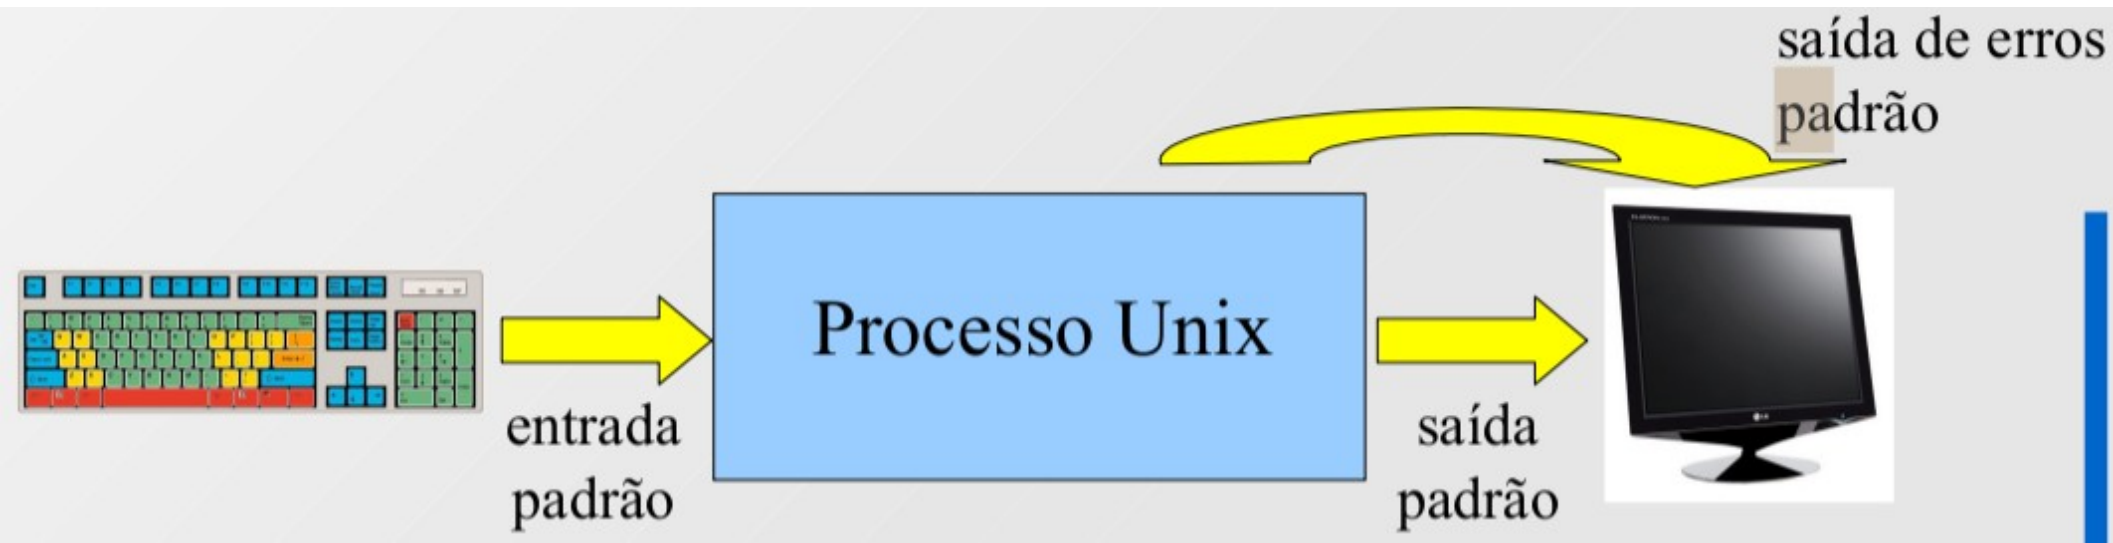 saída de erros
padrão
Processo Unix
entrada
padrão
saída
padrão